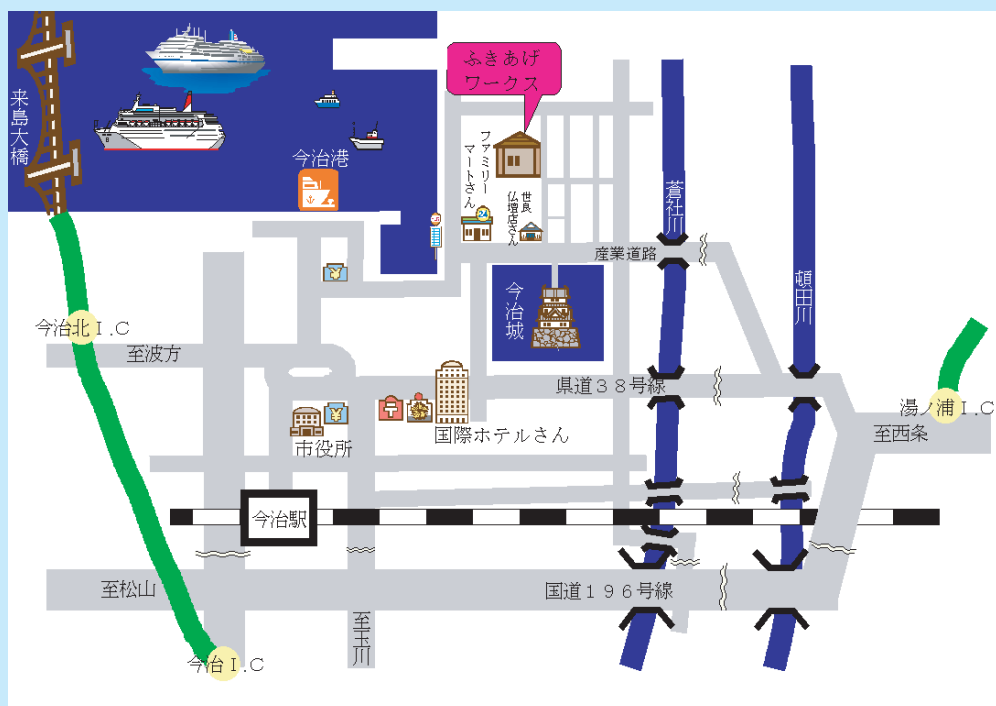 ふきあげ
ワークス
来島大橋
今治港
ファミリー
マートさん
24
世良
仏壇店さん
蒼社川
頓田川
産業道路
今治城
今治北Ｉ.Ｃ
至波方
県道３８号線
湯ノ浦Ｉ.Ｃ
至西条
市役所
国際ホテルさん
今治駅
至松山
国道１９６号線
至玉川
今治Ｉ.Ｃ